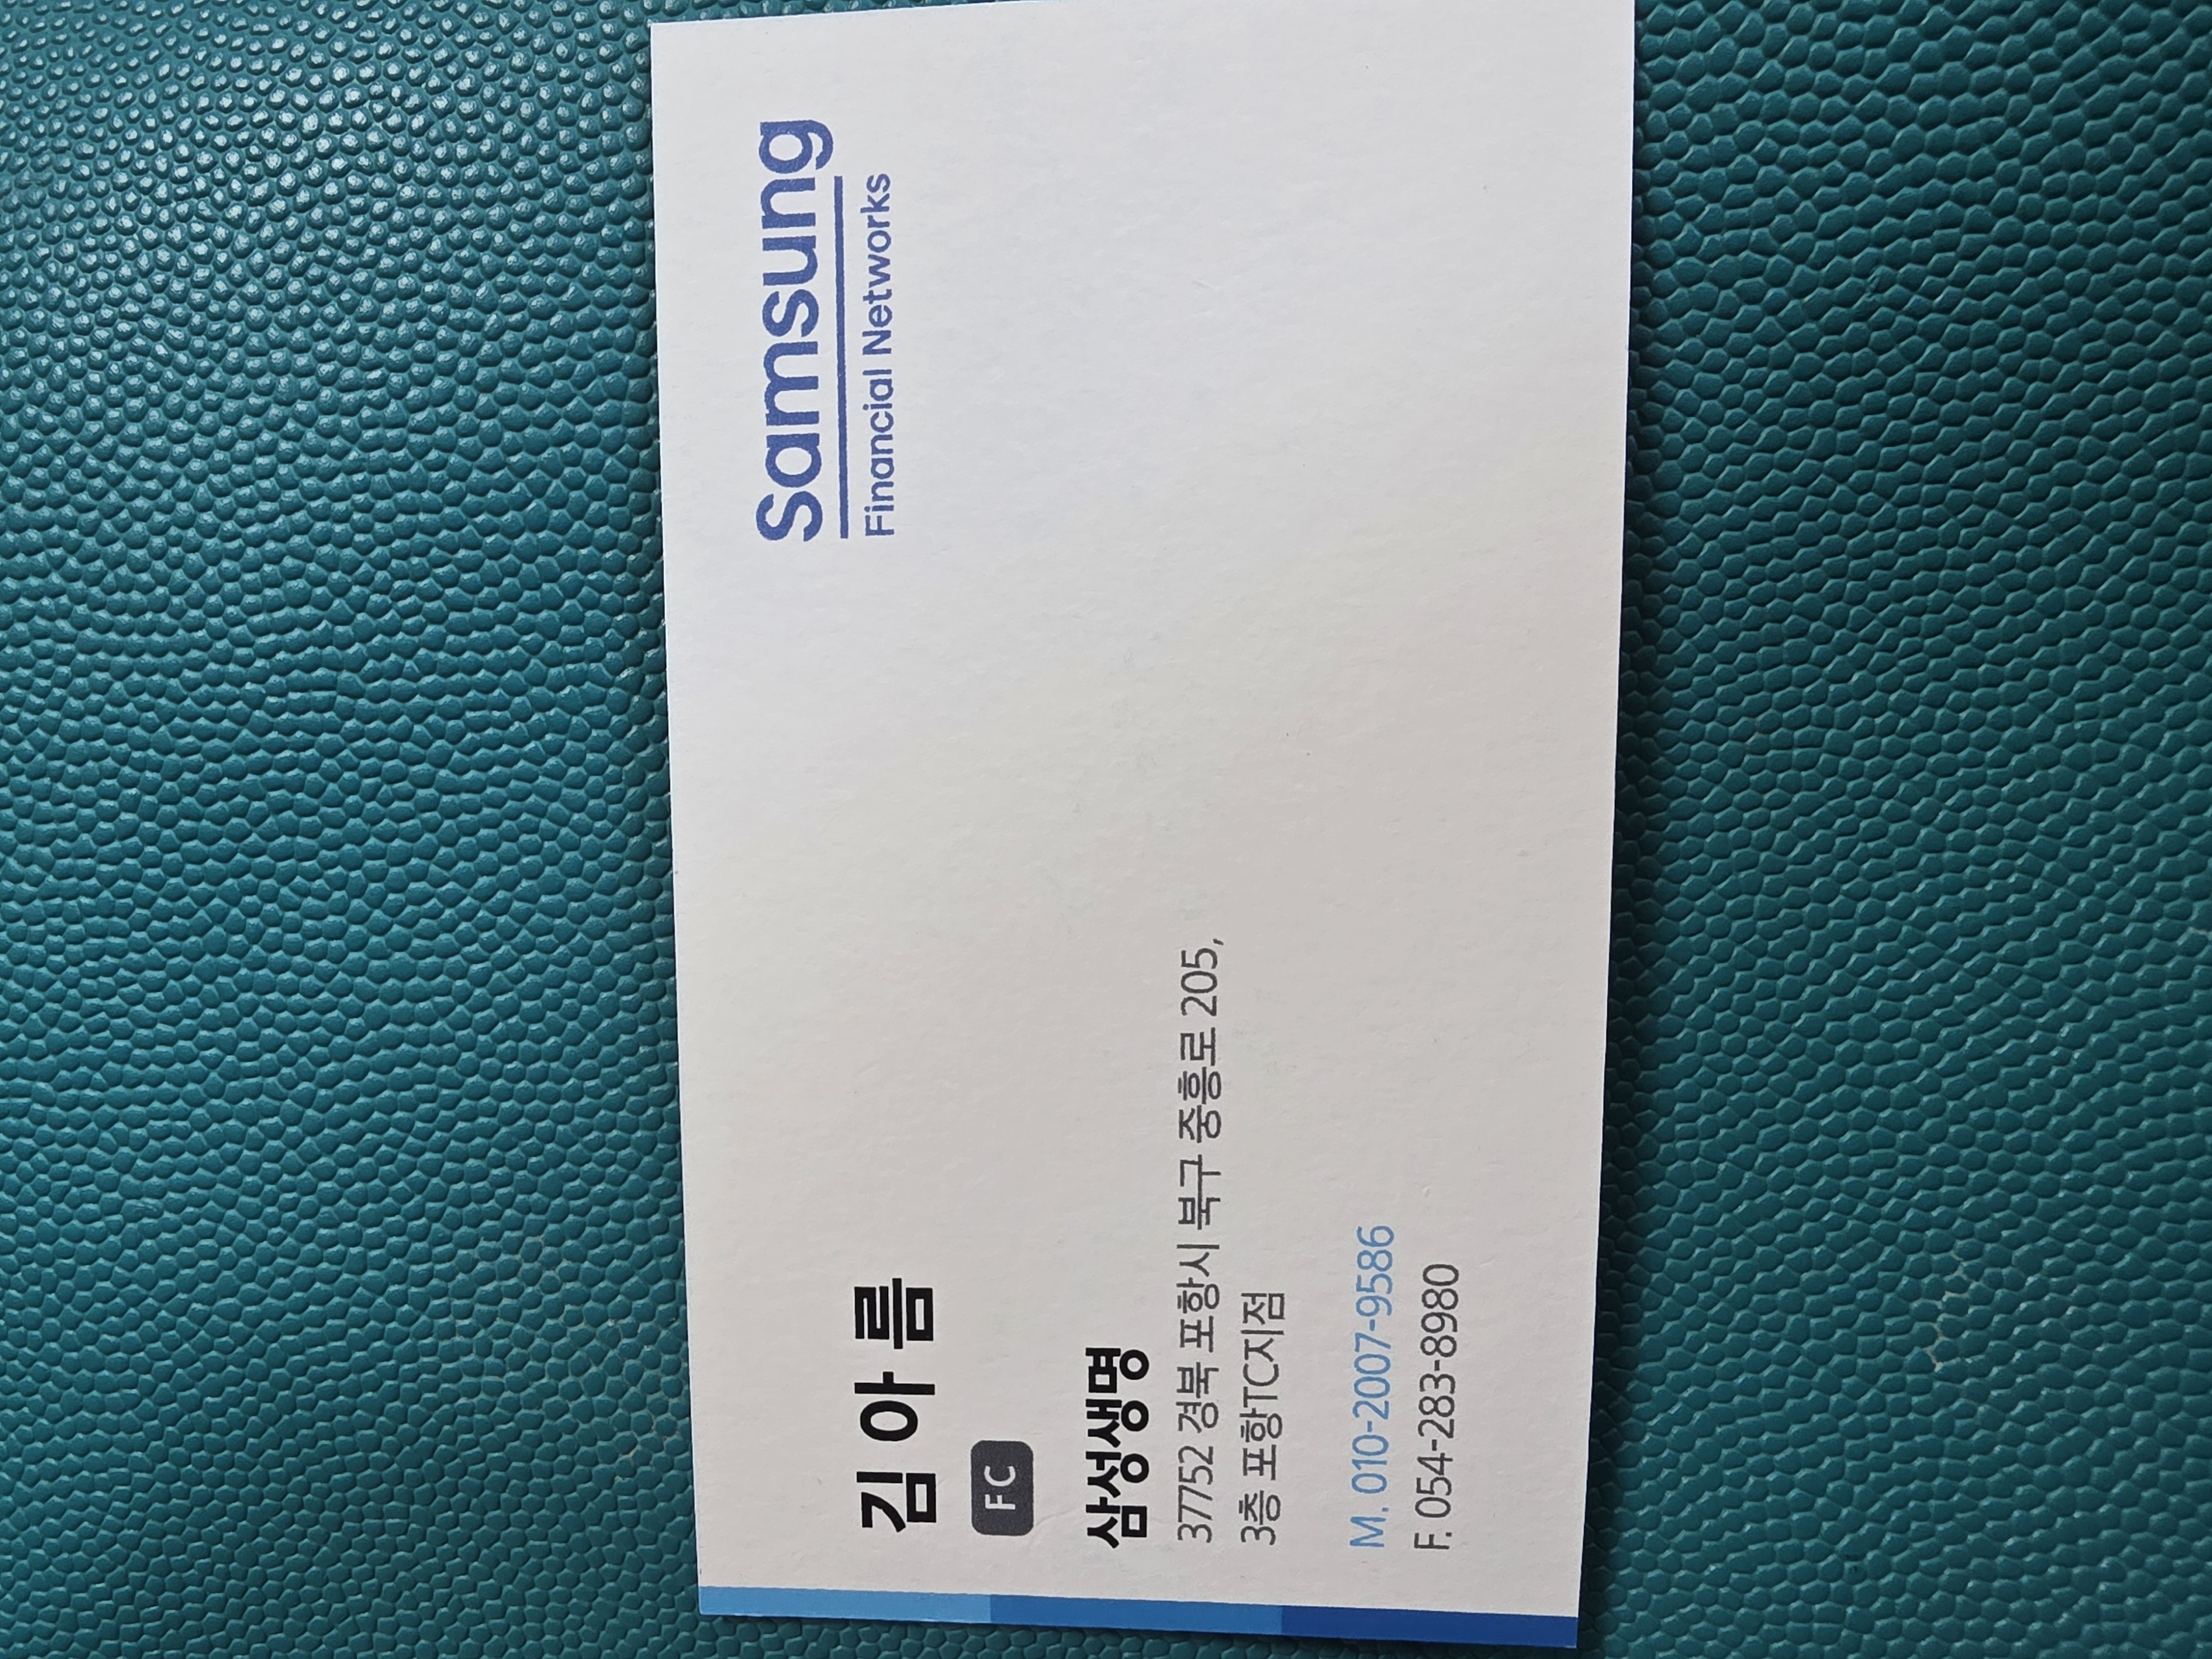 Samsung
Financial Networks
김아름
FC
삼성생명
37752 경북 포항시 북구 중흥로 205,
3층 포항TC지점
M. 010-2007-9586
F. 054-283-8980